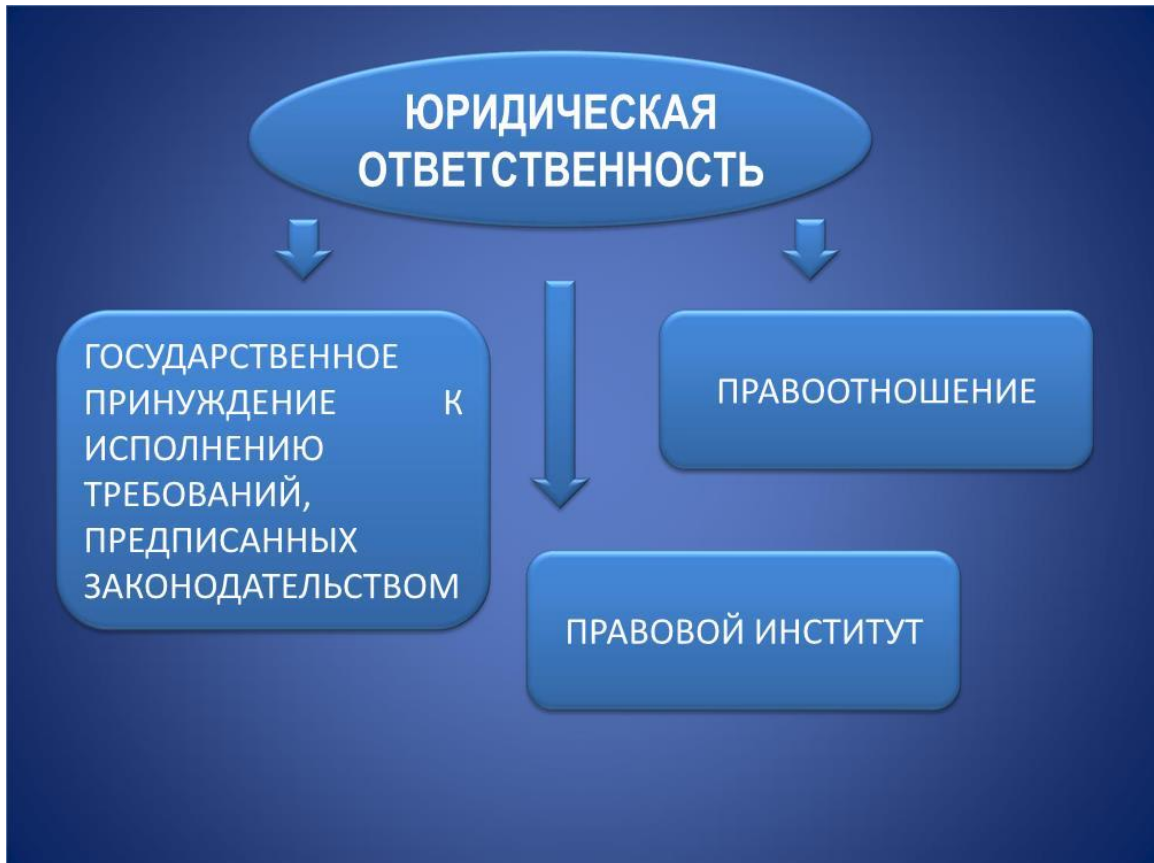 ЮРИДИЧЕСКАЯ
ОТВЕТСТВЕННОСТЬ
ГОСУДАРСТВЕННОЕ
ПРИНУЖДЕНИЕ К
ИСПОЛНЕНИЮ
ТРЕБОВАНИЙ,
ПРЕДПИСАННЫХ
ЗАКОНОДАТЕЛЬСТВОМ
ПРАВООТНОШЕНИЕ
ПРАВОВОЙ ИНСТИТУТ